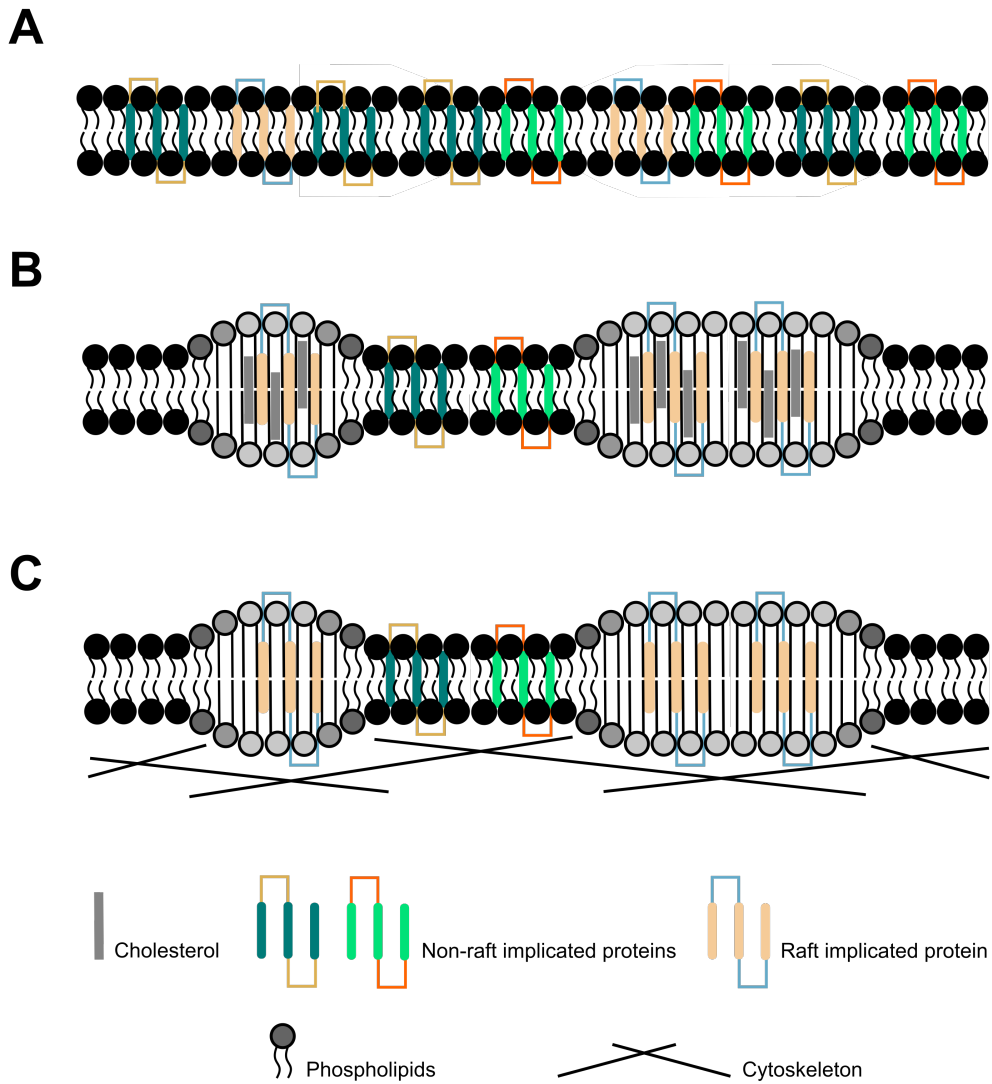 A
B
C
Cholesterol
Non-raft implicated proteins
Raft implicated protein
Phospholipids
Cytoskeleton